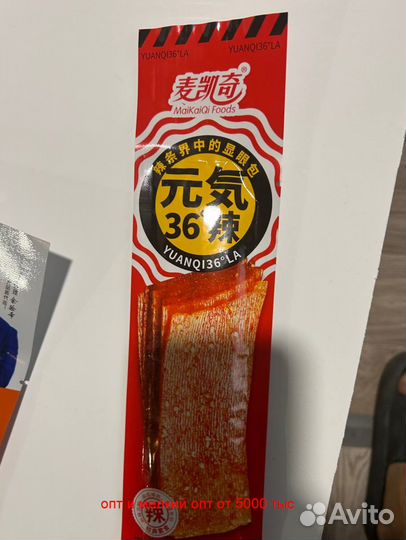 YUANQI36°LA
YUANQI36°LA
麦凯奇®
MaiKaiQi Foods
辣条界中的显眼包
元気
36°辣
YUANQI36°LA
辣
опт и мелкий опт от 5000 тыс
Avito